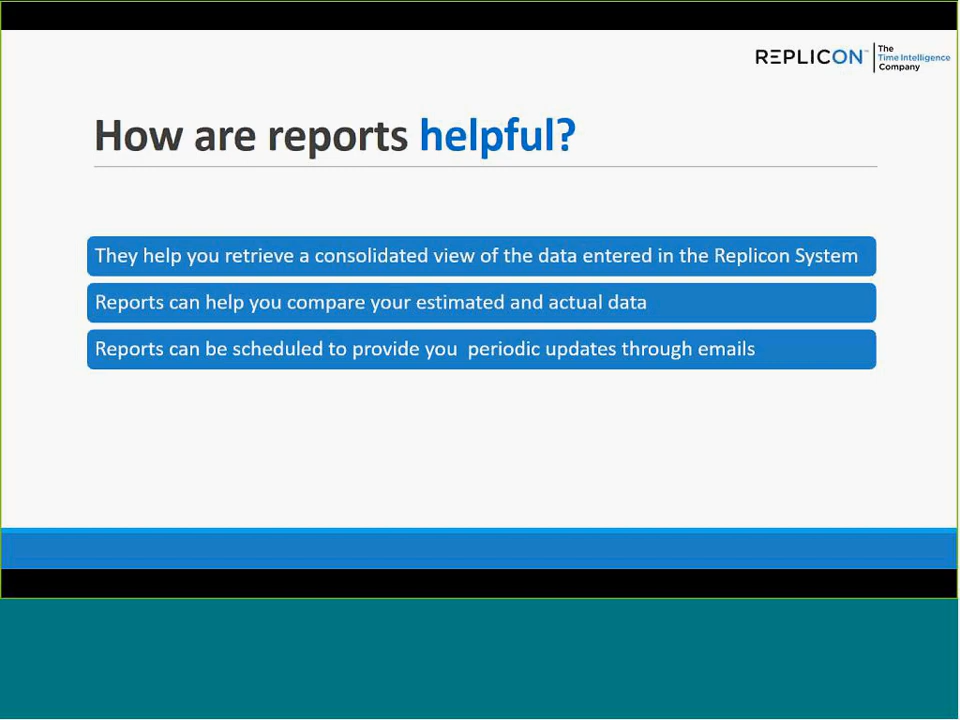 REPLICON™
The
Time Intelligence
Company
How are reports helpful?
They help you retrieve a consolidated view of the data entered in the Replicon System
Reports can help you compare your estimated and actual data
Reports can be scheduled to provide you  periodic updates through emails